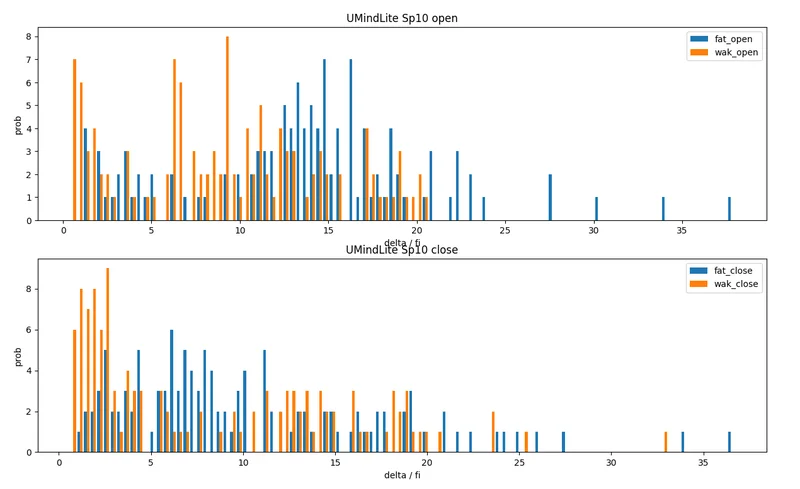 UMindLite Sp10 open
fat_open
wak_open
prob
8
7
6
5
4
3
2
1
0
0 5 10 15 20 25 30 35
delta / fi
UMindLite Sp10 close
fat_close
wak_close
prob
8
6
4
2
0
0 5 10 15 20 25 30 35
delta / fi